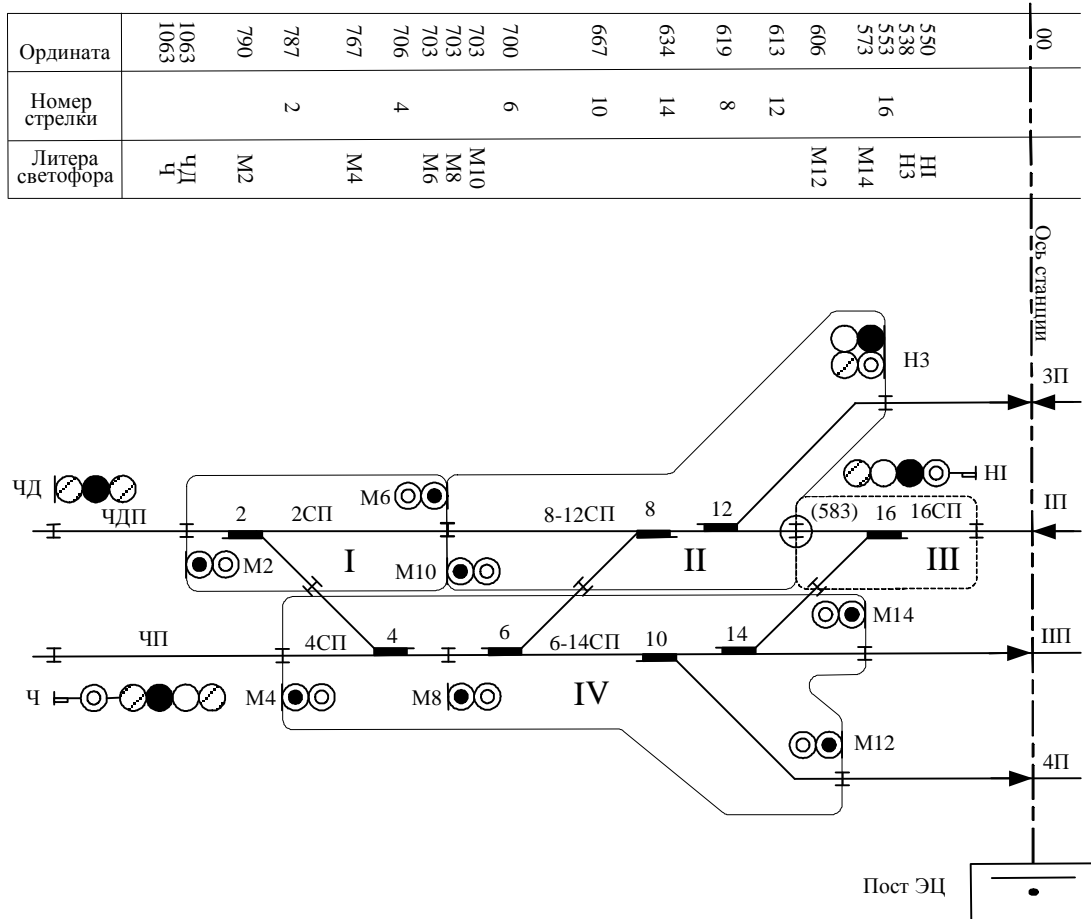 Ордината 1063 1063 790 787 767 706 703 703 703 700 667 634 619 613 606 573 553 538 550 00
Номер
стрелки 2 4 6 10 14 8 12 16
Литера
светофора Ч ЧД М2 М4 М6 М8 М10 М12 М14 Н3 НI
Ось станции
Н3
3П
ЧД
М6
НI
ЧДП
2
2СП
8-12СП
8
12
(583)
16
16СП
IП
М2
I
М10
II
III
М14
ЧП
4СП
4
6
6-14СП
10
14
IIП
Ч
М4
М8
IV
М12
4П
Пост ЭЦ